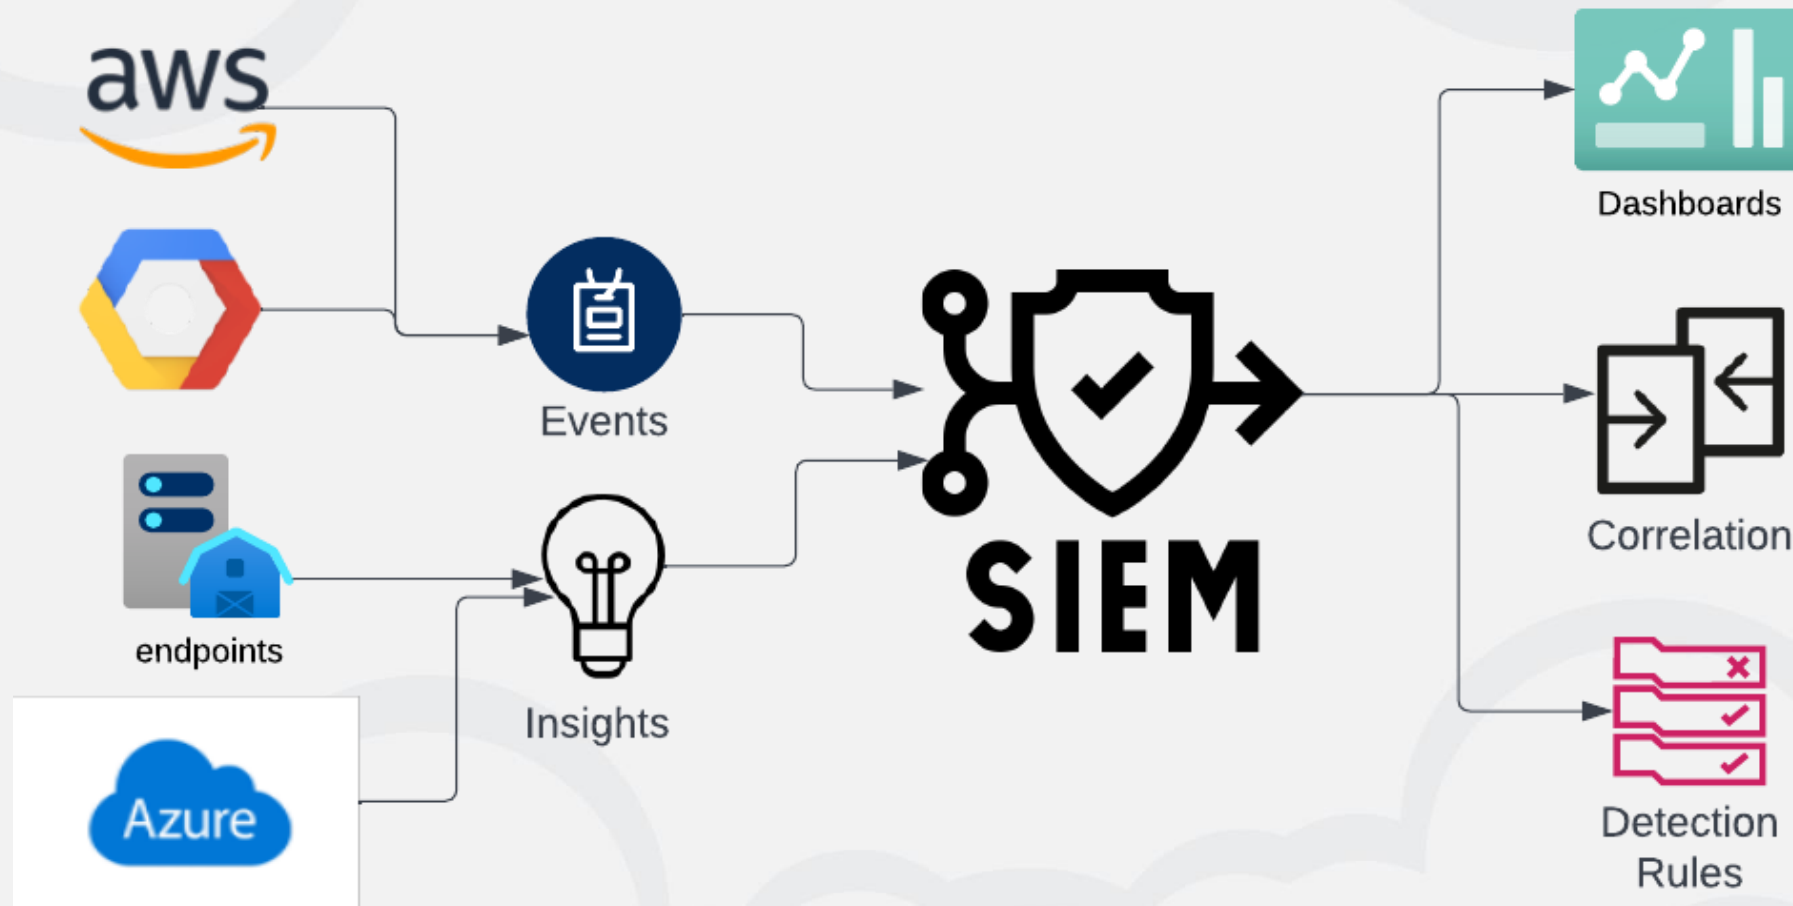 aws
Dashboards
Events
Correlation
SIEM
endpoints
Insights
Azure
Detection
Rules